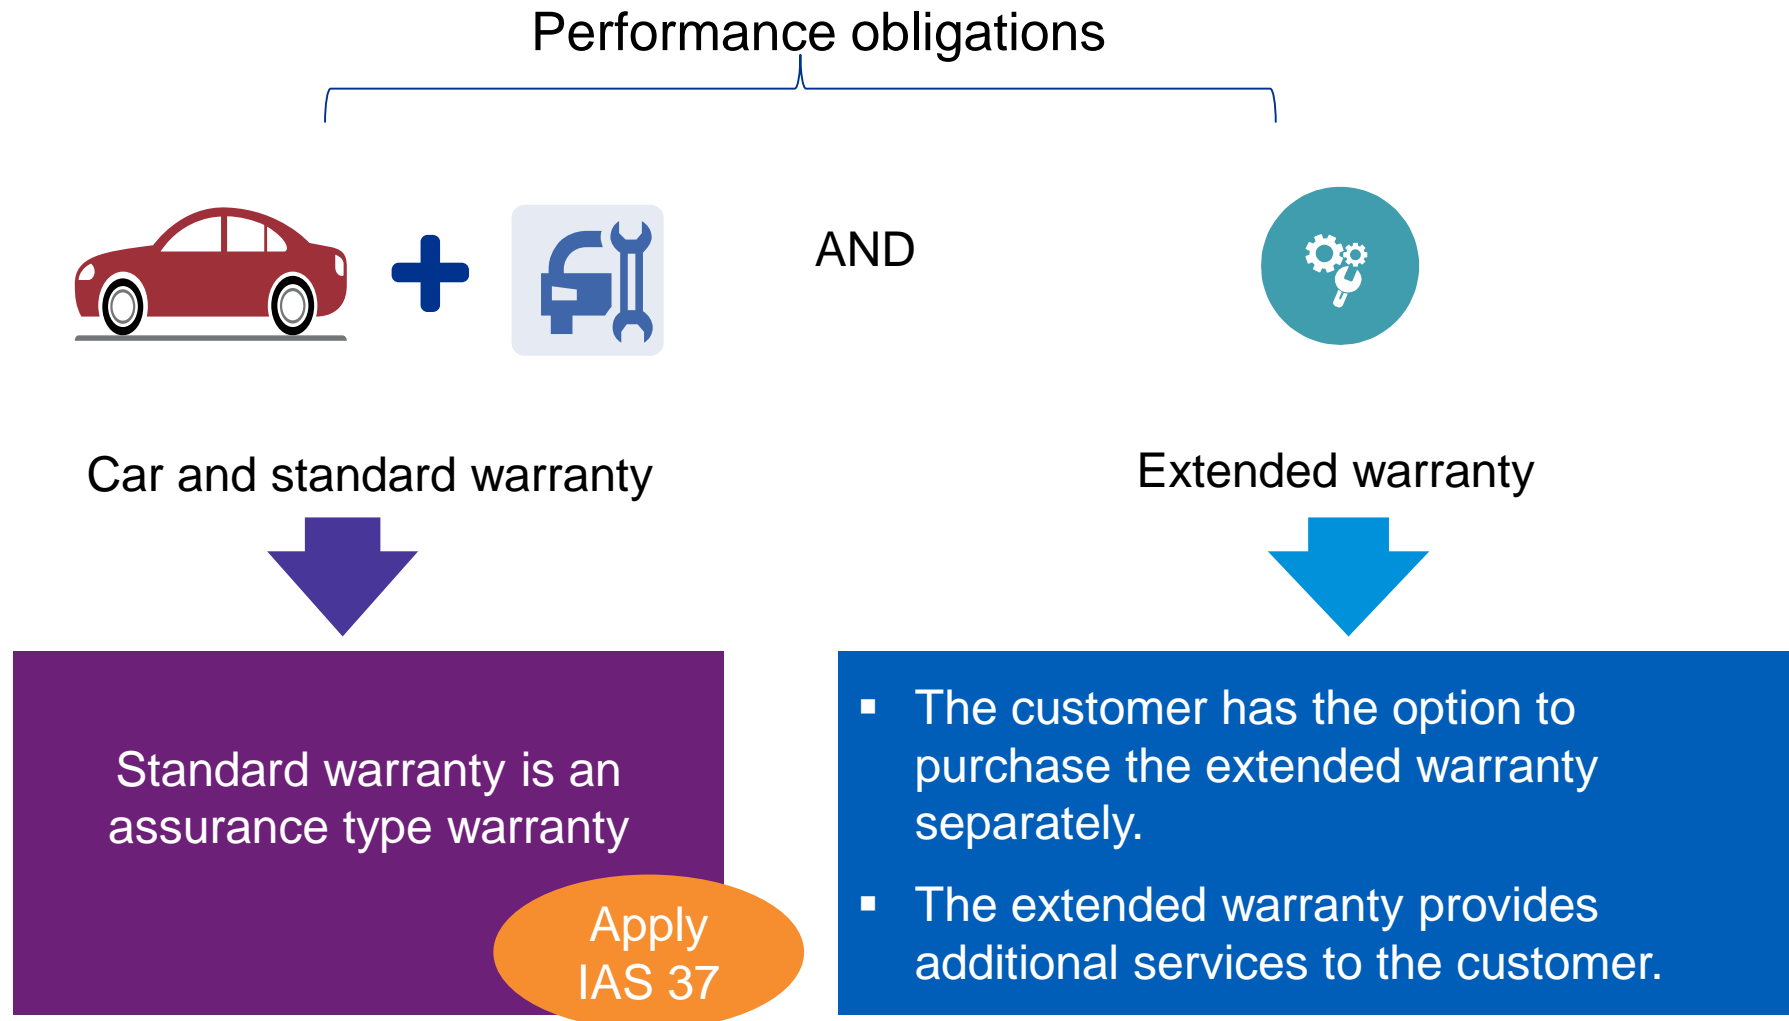 Performance obligations
AND
Car and standard warranty
Extended warranty
Standard warranty is an
assurance type warranty
Apply
IAS 37
▪ The customer has the option to
purchase the extended warranty
separately.
▪ The extended warranty provides
additional services to the customer.